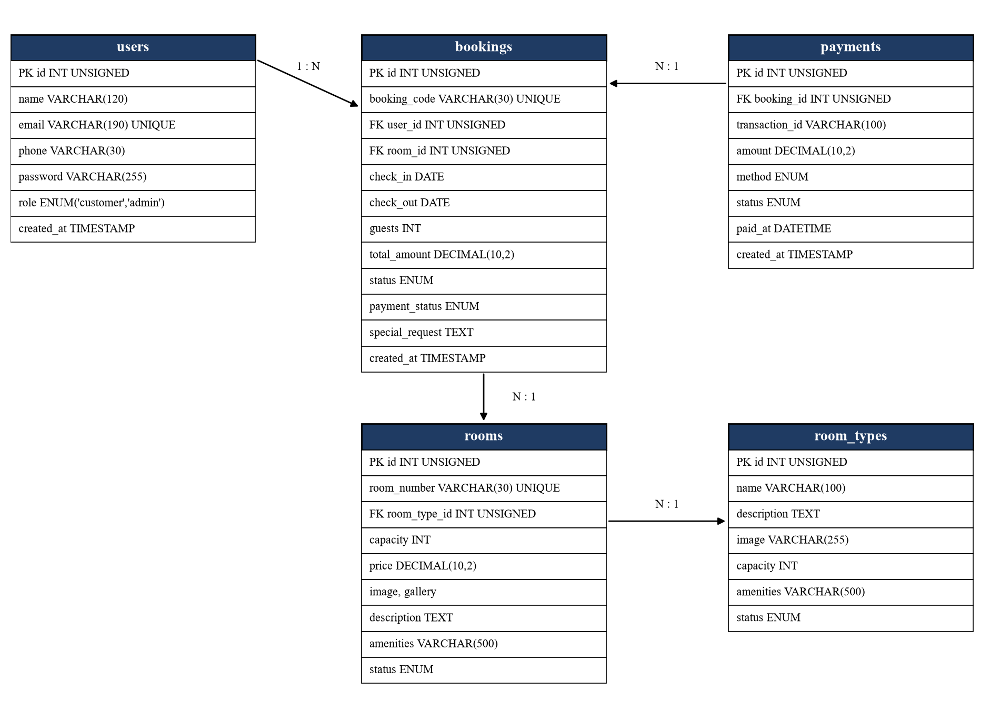 users
PK id INT UNSIGNED
name VARCHAR(120)
email VARCHAR(190) UNIQUE
phone VARCHAR(30)
password VARCHAR(255)
role ENUM('customer','admin')
created_at TIMESTAMP
1 : N
bookings
PK id INT UNSIGNED
booking_code VARCHAR(30) UNIQUE
FK user_id INT UNSIGNED
FK room_id INT UNSIGNED
check_in DATE
check_out DATE
guests INT
total_amount DECIMAL(10,2)
status ENUM
payment_status ENUM
special_request TEXT
created_at TIMESTAMP
N : 1
payments
PK id INT UNSIGNED
FK booking_id INT UNSIGNED
transaction_id VARCHAR(100)
amount DECIMAL(10,2)
method ENUM
status ENUM
paid_at DATETIME
created_at TIMESTAMP
N : 1
rooms
PK id INT UNSIGNED
room_number VARCHAR(30) UNIQUE
FK room_type_id INT UNSIGNED
capacity INT
price DECIMAL(10,2)
image, gallery
description TEXT
amenities VARCHAR(500)
status ENUM
N : 1
room_types
PK id INT UNSIGNED
name VARCHAR(100)
description TEXT
image VARCHAR(255)
capacity INT
amenities VARCHAR(500)
status ENUM